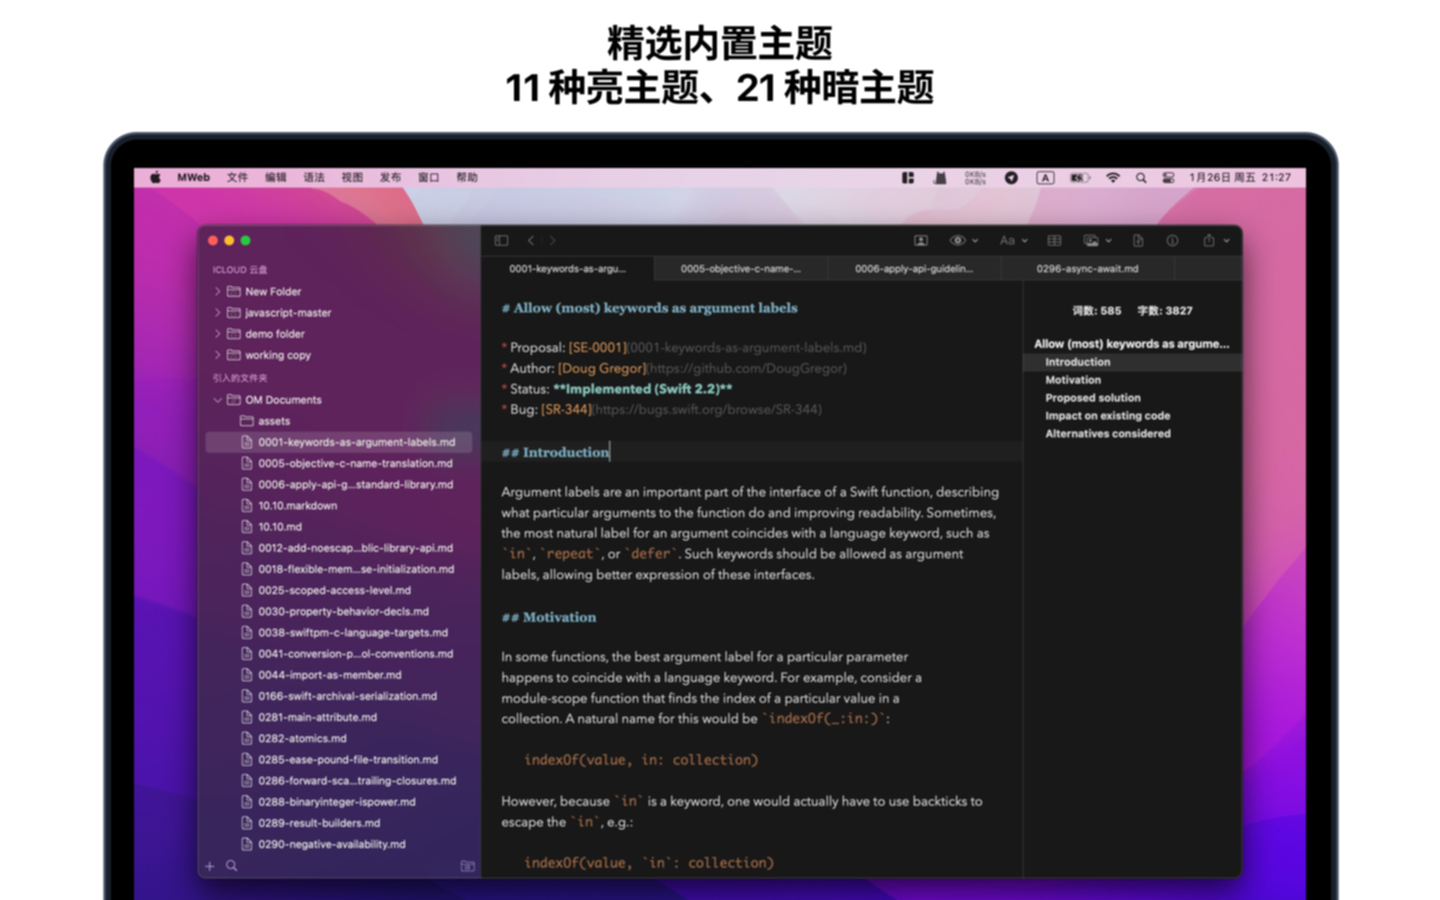 精选内置主题
11 种亮主题、21 种暗主题
MWeb 文件 编辑 语法 视图 发布 窗口 帮助
0KB/s
0KB/s
A
1月26日 周五 21:27
iCLOUD 云盘
New Folder
javascript-master
demo folder
working copy
引入的文件夹
OM Documents
assets
0001-keywords-as-argument-labels.md
0005-objective-c-name-translation.md
0006-apply-api-g...standard-library.md
10.10.markdown
10.10.md
0012-add-noescap...blic-library-api.md
0018-flexible-mem...se-initialization.md
0025-scoped-access-level.md
0030-property-behavior-decls.md
0038-swiftpm-c-language-targets.md
0041-conversion-p...ol-conventions.md
0044-import-as-member.md
0166-swift-archival-serialization.md
0281-main-attribute.md
0282-atomics.md
0285-ease-pound-file-transition.md
0286-forward-sca...trailing-closures.md
0288-binaryinteger-ispower.md
0289-result-builders.md
0290-negative-availability.md
Aa
0001-keywords-as-argu... 0005-objective-c-name-... 0006-apply-api-guidelin... 0296-async-await.md
# Allow (most) keywords as argument labels
* Proposal: [SE-0001](0001-keywords-as-argument-labels.md)
* Author: [Doug Gregor](https://github.com/DougGregor)
* Status: **Implemented (Swift 2.2)**
* Bug: [SR-344](https://bugs.swift.org/browse/SR-344)
## Introduction
Argument labels are an important part of the interface of a Swift function, describing
what particular arguments to the function do and improving readability. Sometimes,
the most natural label for an argument coincides with a language keyword, such as
`in`, `repeat`, or `defer`. Such keywords should be allowed as argument
labels, allowing better expression of these interfaces.
## Motivation
In some functions, the best argument label for a particular parameter
happens to coincide with a language keyword. For example, consider a
module-scope function that finds the index of a particular value in a
collection. A natural name for this would be `indexOf(_:in:)`:
indexOf(value, in: collection)
However, because `in` is a keyword, one would actually have to use backticks to
escape the `in`, e.g.:
indexOf(value, `in`: collection)
词数: 585 字数: 3827
Allow (most) keywords as argume...
Introduction
Motivation
Proposed solution
Impact on existing code
Alternatives considered